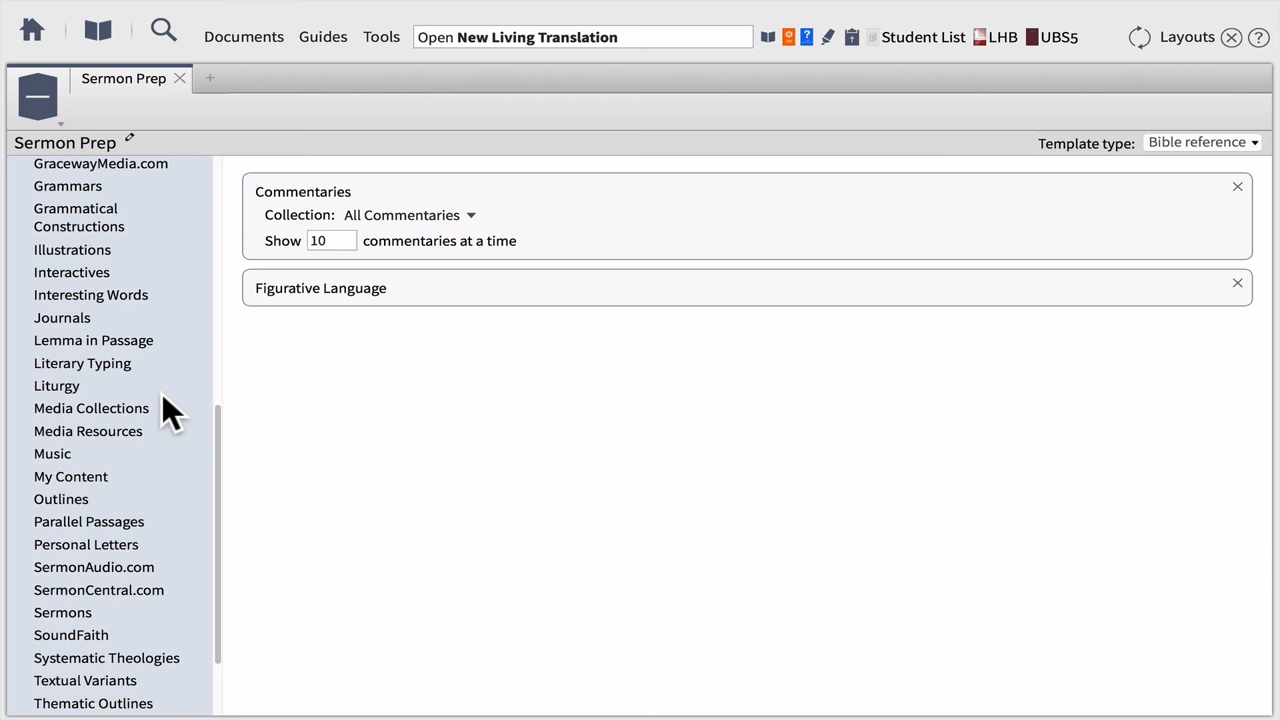 Documents Guides Tools Open New Living Translation Student List LHB UBS5 Layouts
Sermon Prep
Sermon Prep Template type: Bible reference
GracewayMedia.com
Grammars
Grammatical
Constructions
Illustrations
Interactives
Interesting Words
Journals
Lemma in Passage
Literary Typing
Liturgy
Media Collections
Media Resources
Music
My Content
Outlines
Parallel Passages
Personal Letters
SermonAudio.com
SermonCentral.com
Sermons
SoundFaith
Systematic Theologies
Textual Variants
Thematic Outlines
Commentaries
Collection: All Commentaries
Show 10 commentaries at a time
Figurative Language